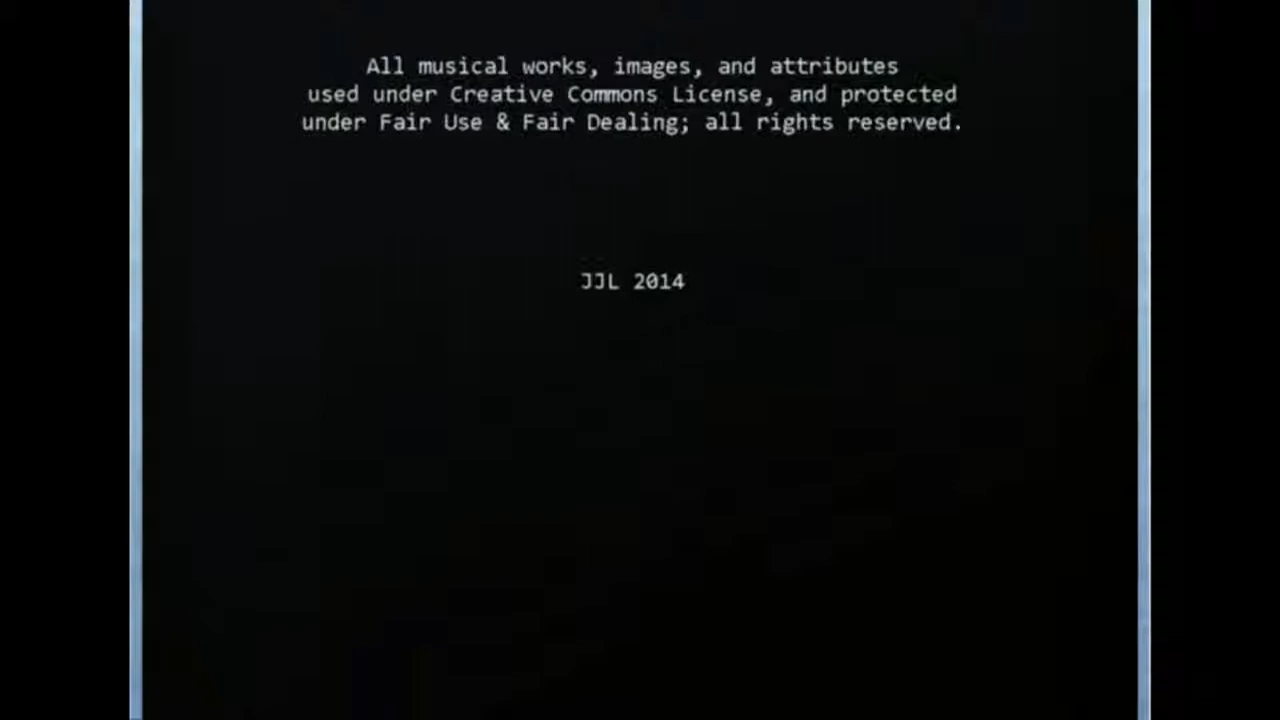 All musical works, images, and attributes
used under Creative Commons License, and protected
under Fair Use & Fair Dealing; all rights reserved.
JJL 2014